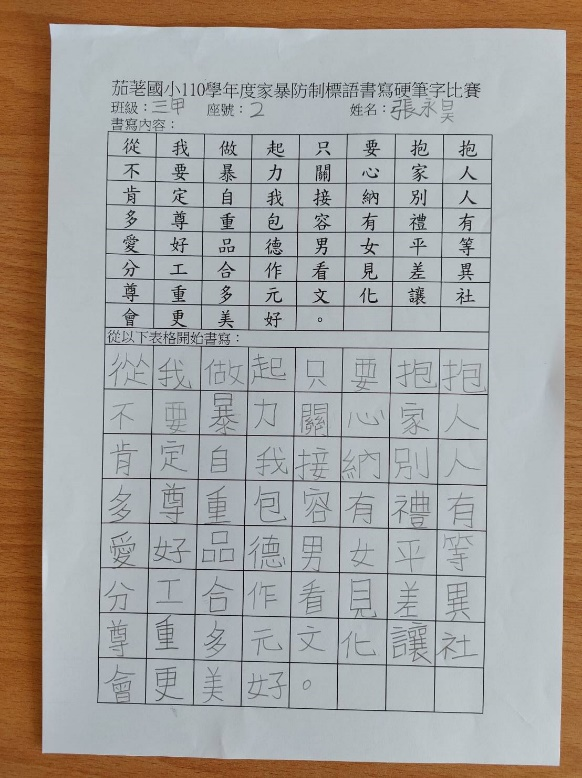 茄荖國小110學年度家暴防制標語書寫硬筆字比賽
班級：三甲 座號：2 姓名：張永昊
書寫內容：
從我做起只要抱抱
不要暴力關心家人
肯定自我接納別人
多尊重包容有禮有
愛好品德男女平等
分工合作看見差異
尊重多元文化讓社
會更美好。
從以下表格開始書寫：
從我做起只要抱抱
不要暴力關心家人
肯定自我接納別人
多尊重包容有禮有
愛好品德男女平等
分工合作看見差異
尊重多元文化讓社
會更美好。